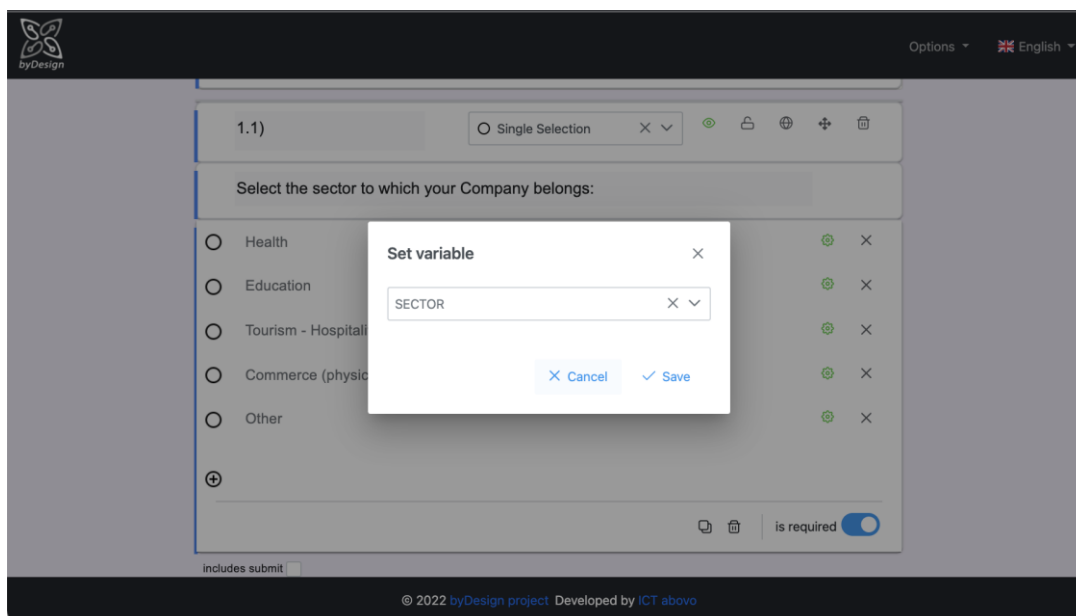 byDesign
Options
English
1.1)
Single Selection
Select the sector to which your Company belongs:
Health
Set variable
Education
SECTOR
Tourism - Hospitali
Commerce (physic
Cancel
Save
Other
is required
includes submit
© 2022 byDesign project Developed by ICT abovo